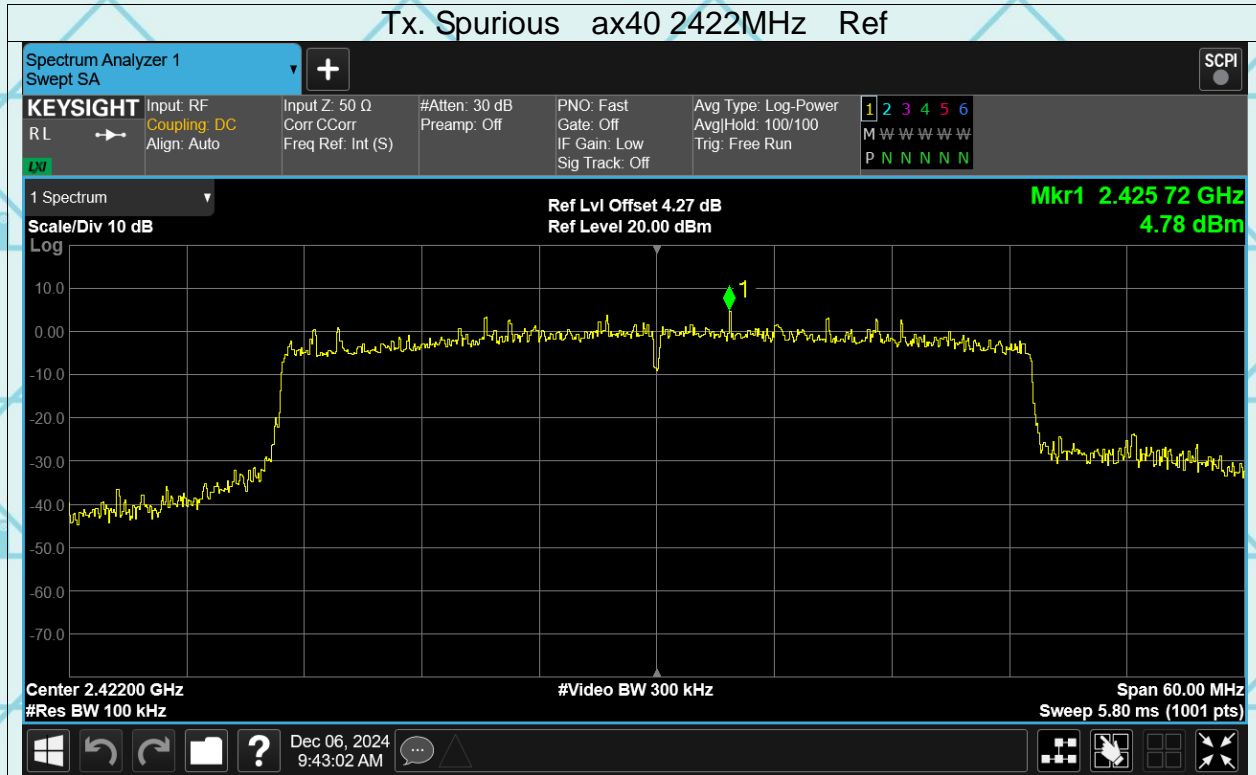 Tx. Spurious ax40 2422MHz Ref
Spectrum Analyzer 1
Swept SA
+
SCPI
KEYSIGHT
RL
LXI
Input: RF
Coupling: DC
Align: Auto
Input Z: 50 Ω
Corr CCorr
Freq Ref: Int (S)
#Atten: 30 dB
Preamp: Off
PNO: Fast
Gate: Off
IF Gain: Low
Sig Track: Off
Avg Type: Log-Power
Avg|Hold: 100/100
Trig: Free Run
1 2 3 4 5 6
M W W W W W
P N N N N N
1 Spectrum
Scale/Div 10 dB
Ref Lvl Offset 4.27 dB
Ref Level 20.00 dBm
Mkr1 2.425 72 GHz
4.78 dBm
Log
10.0
0.00
-10.0
-20.0
-30.0
-40.0
-50.0
-60.0
-70.0
1
Center 2.42200 GHz
#Res BW 100 kHz
#Video BW 300 kHz
Span 60.00 MHz
Sweep 5.80 ms (1001 pts)
?
Dec 06, 2024
9:43:02 AM